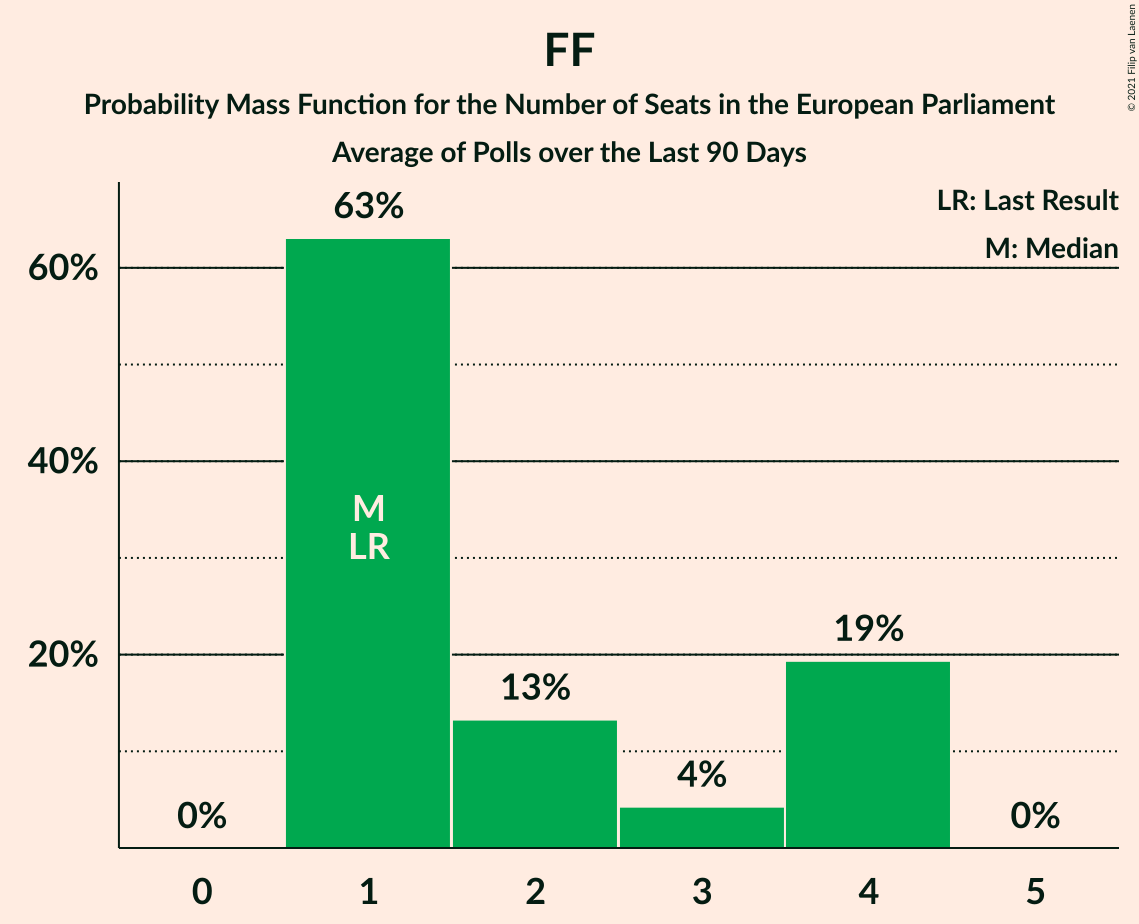 FF
Probability Mass Function for the Number of Seats in the European Parliament
Average of Polls over the Last 90 Days
© 2021 Filip van Laenen
LR: Last Result
M: Median
63%
60%
40%
M
LR
20%
19%
13%
4%
0%
0%
0 1 2 3 4 5